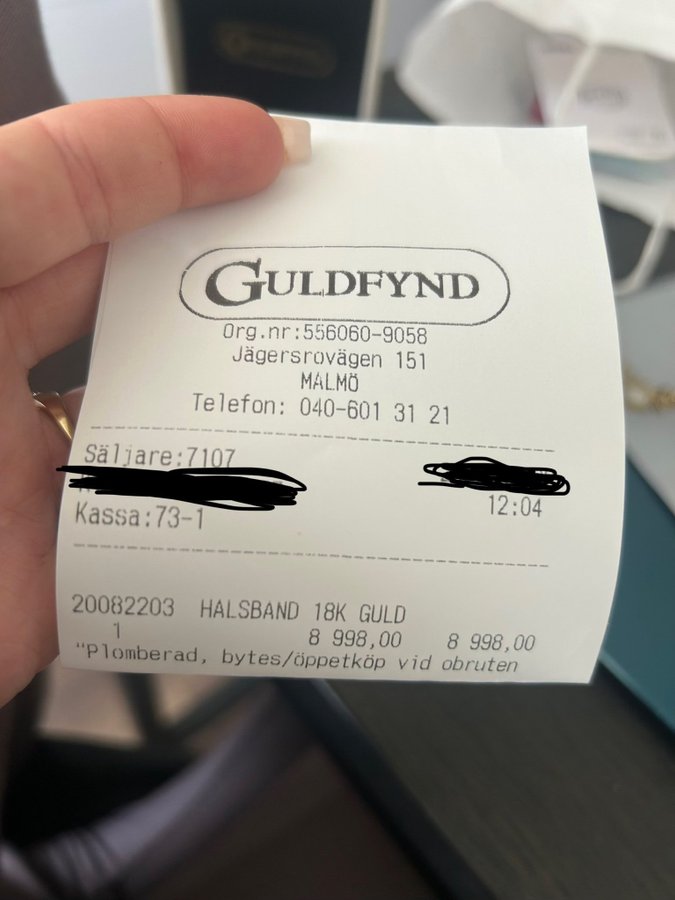 GULDFYND
GULDFYND
Org.nr:556060-9058
Jägersrovägen 151
MALMÖ
Telefon: 040-601 31 21
Säljare:7107
12:04
Kassa:73-1
20082203 HALSBAND 18K GULD
1 8 998,00 8 998,00
"Plomberad, bytes/öppetköp vid obruten